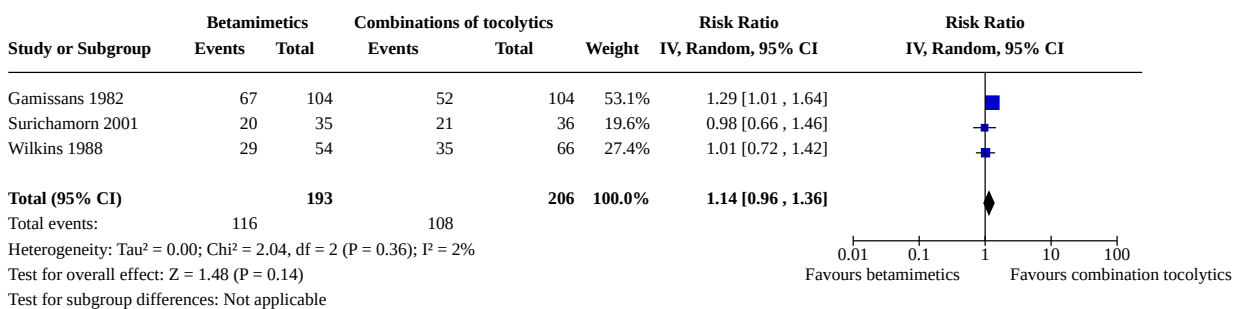 Betamimetics Combinations of tocolytics Risk Ratio Risk Ratio
Study or Subgroup Events Total Events Total Weight IV, Random, 95% CI IV, Random, 95% CI
Gamissans 1982 67 104 52 104 53.1% 1.29 [1.01 , 1.64]
Surichamorn 2001 20 35 21 36 19.6% 0.98 [0.66 , 1.46]
Wilkins 1988 29 54 35 66 27.4% 1.01 [0.72 , 1.42]
Total (95% CI) 193 206 100.0% 1.14 [0.96 , 1.36]
Total events: 116 108
Heterogeneity: Tau² = 0.00; Chi² = 2.04, df = 2 (P = 0.36); I² = 2% 0.01 0.1 1 10 100
Test for overall effect: Z = 1.48 (P = 0.14) Favours betamimetics Favours combination tocolytics
Test for subgroup differences: Not applicable